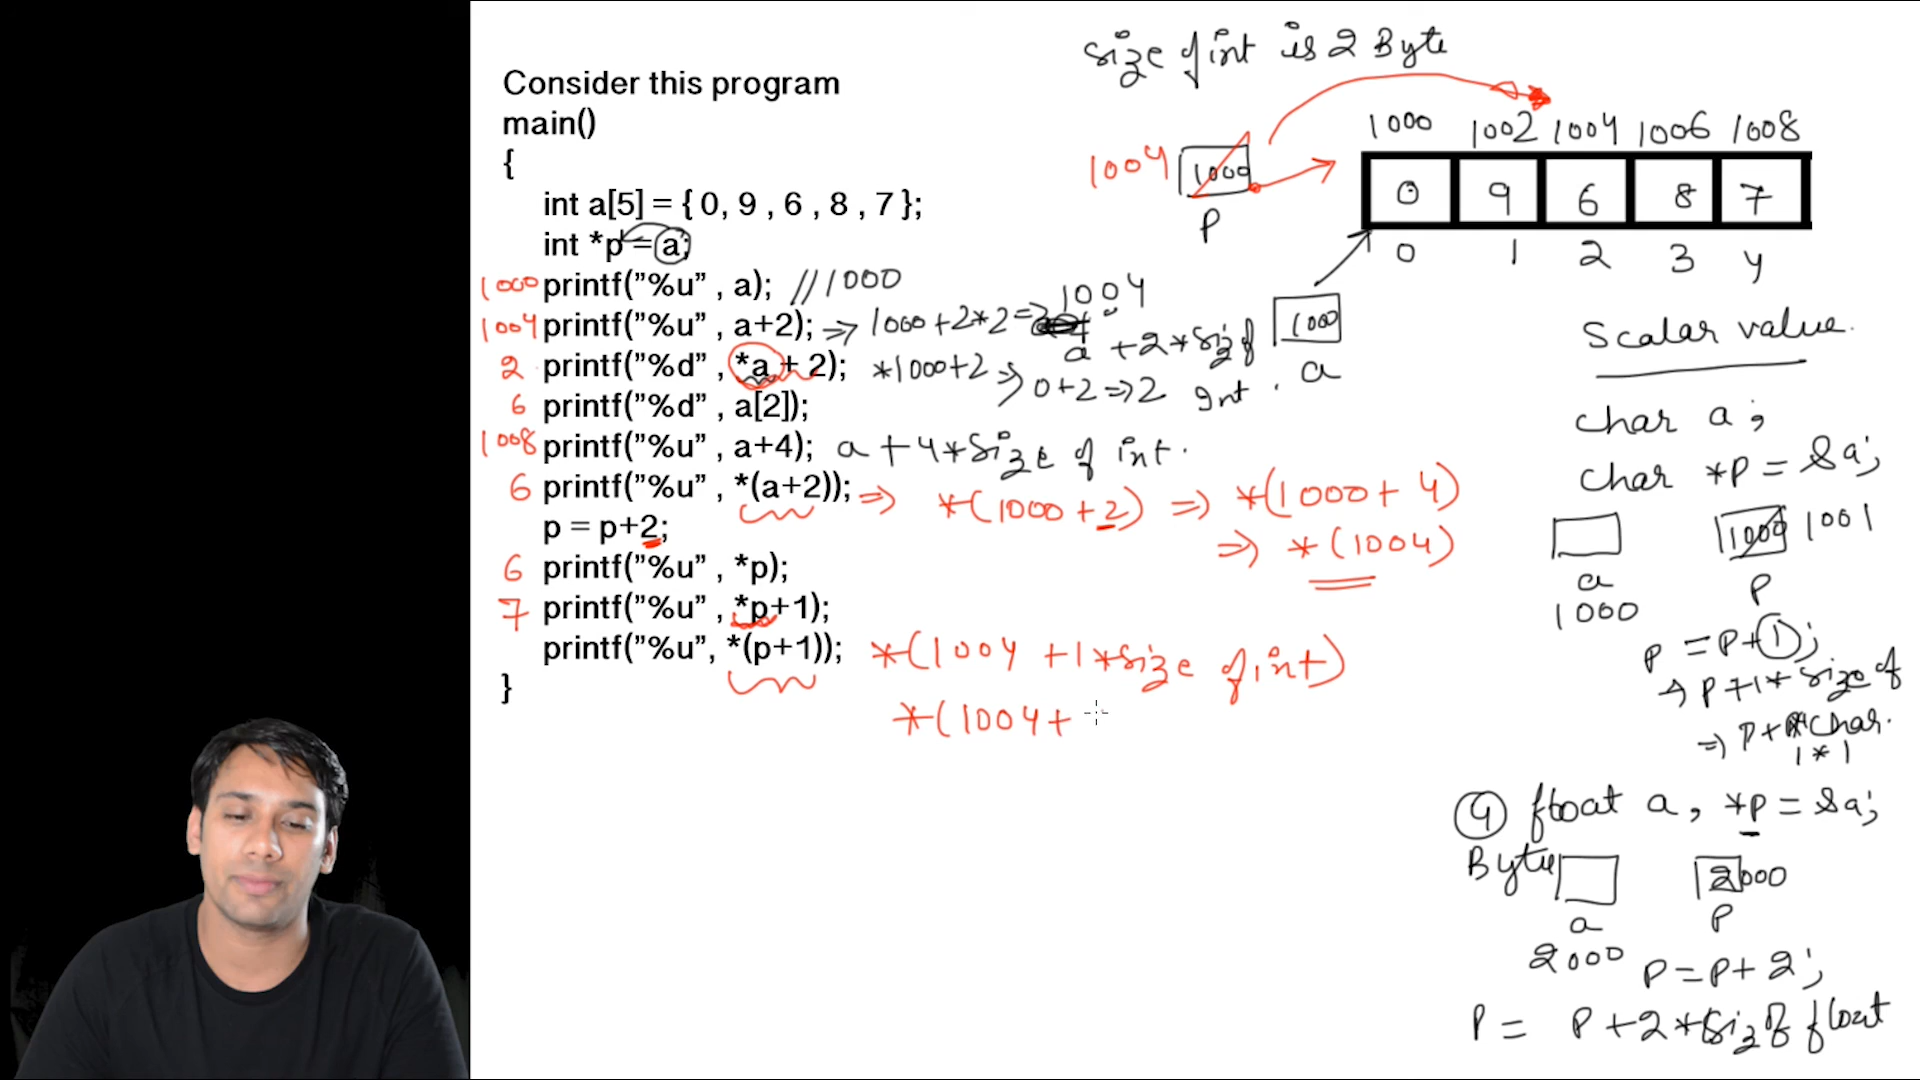 size of int is 2 Byte
Consider this program
main()
{
int a[5] = { 0, 9 , 6 , 8 , 7 };
int *p = a;
1000 printf("%u" , a); //1000
1004 printf("%u" , a+2); => 1000+2*2 => 1004
a +2*sizof Int .
2 printf("%d" , *a + 2); *1000+2 => 0+2=>2
6 printf("%d" , a[2]);
1008 printf("%u" , a+4); a + 4*Size of int .
6 printf("%u" , *(a+2)); => *(1000+2) => *(1000+4)
=> *(1004)
p = p+2;
6 printf("%u" , *p);
7 printf("%u" , *p+1);
printf("%u", *(p+1)); *(1004 +1*size of int)
*(1004+
}
1000 1002 1004 1006 1008
1004 1000
P
0 9 6 8 7
0 1 2 3 4
1000
a
Scalar value.
char a ;
char *p = &a;
1000 1001
a P
1000
P = P+1;
=> P+1* size of
char.
=> P+
1*1
4 float a, *p = &a;
Byte
2000
a P
2000
P=P+2;
P = P+2*Sizof float